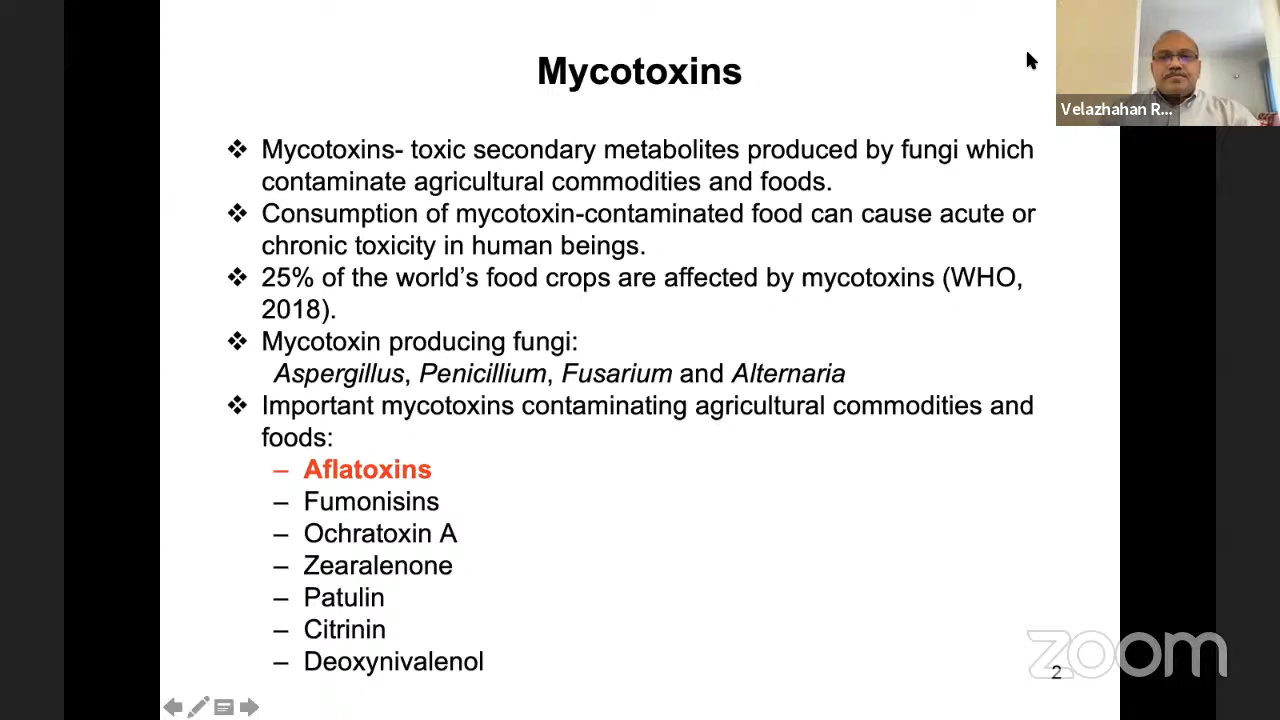 Mycotoxins
Velazhahan R...
❖ Mycotoxins- toxic secondary metabolites produced by fungi which
contaminate agricultural commodities and foods.
❖ Consumption of mycotoxin-contaminated food can cause acute or
chronic toxicity in human beings.
❖ 25% of the world's food crops are affected by mycotoxins (WHO,
2018).
❖ Mycotoxin producing fungi:
Aspergillus, Penicillium, Fusarium and Alternaria
❖ Important mycotoxins contaminating agricultural commodities and
foods:
– Aflatoxins
– Fumonisins
– Ochratoxin A
– Zearalenone
– Patulin
– Citrinin
– Deoxynivalenol
zoom
2